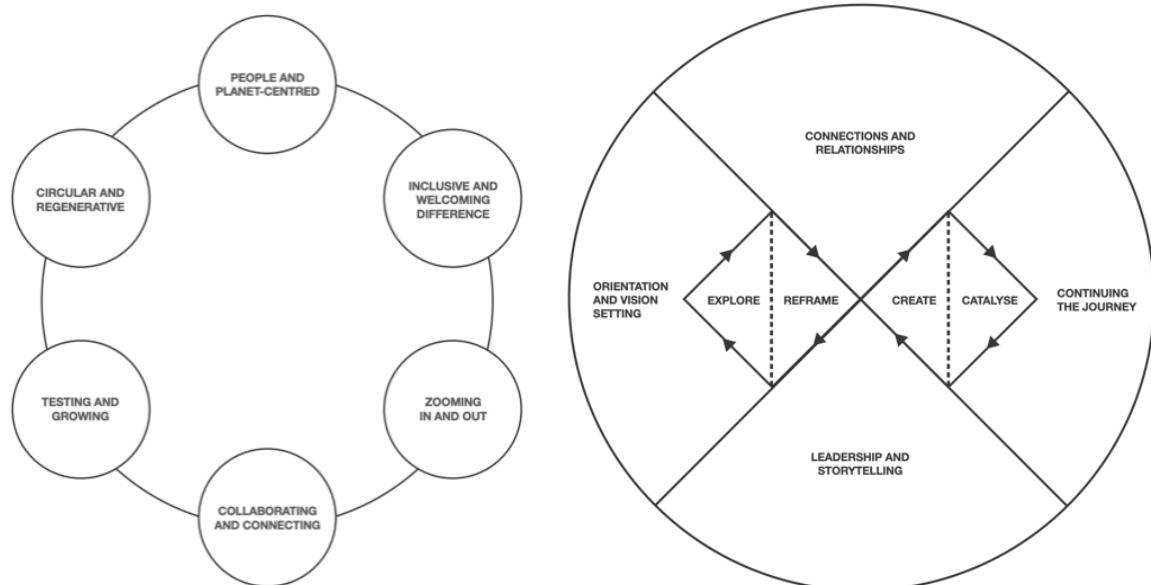 PEOPLE AND
PLANET-CENTRED
CIRCULAR AND
REGENERATIVE
INCLUSIVE AND
WELCOMING
DIFFERENCE
TESTING AND
GROWING
ZOOMING
IN AND OUT
COLLABORATING
AND CONNECTING
CONNECTIONS AND
RELATIONSHIPS
ORIENTATION
AND VISION
SETTING
EXPLORE
REFRAME
CREATE
CATALYSE
CONTINUING
THE JOURNEY
LEADERSHIP AND
STORYTELLING